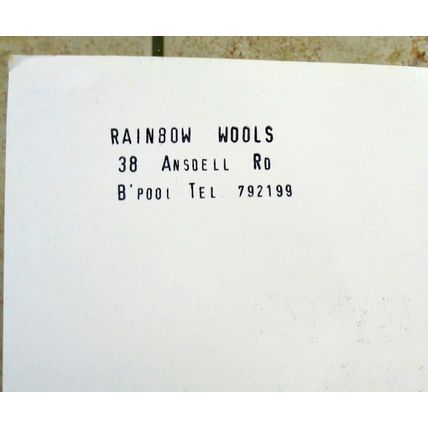 RAINBOW WOOLS
38 ANSDELL RD
B'POOL TEL. 792199